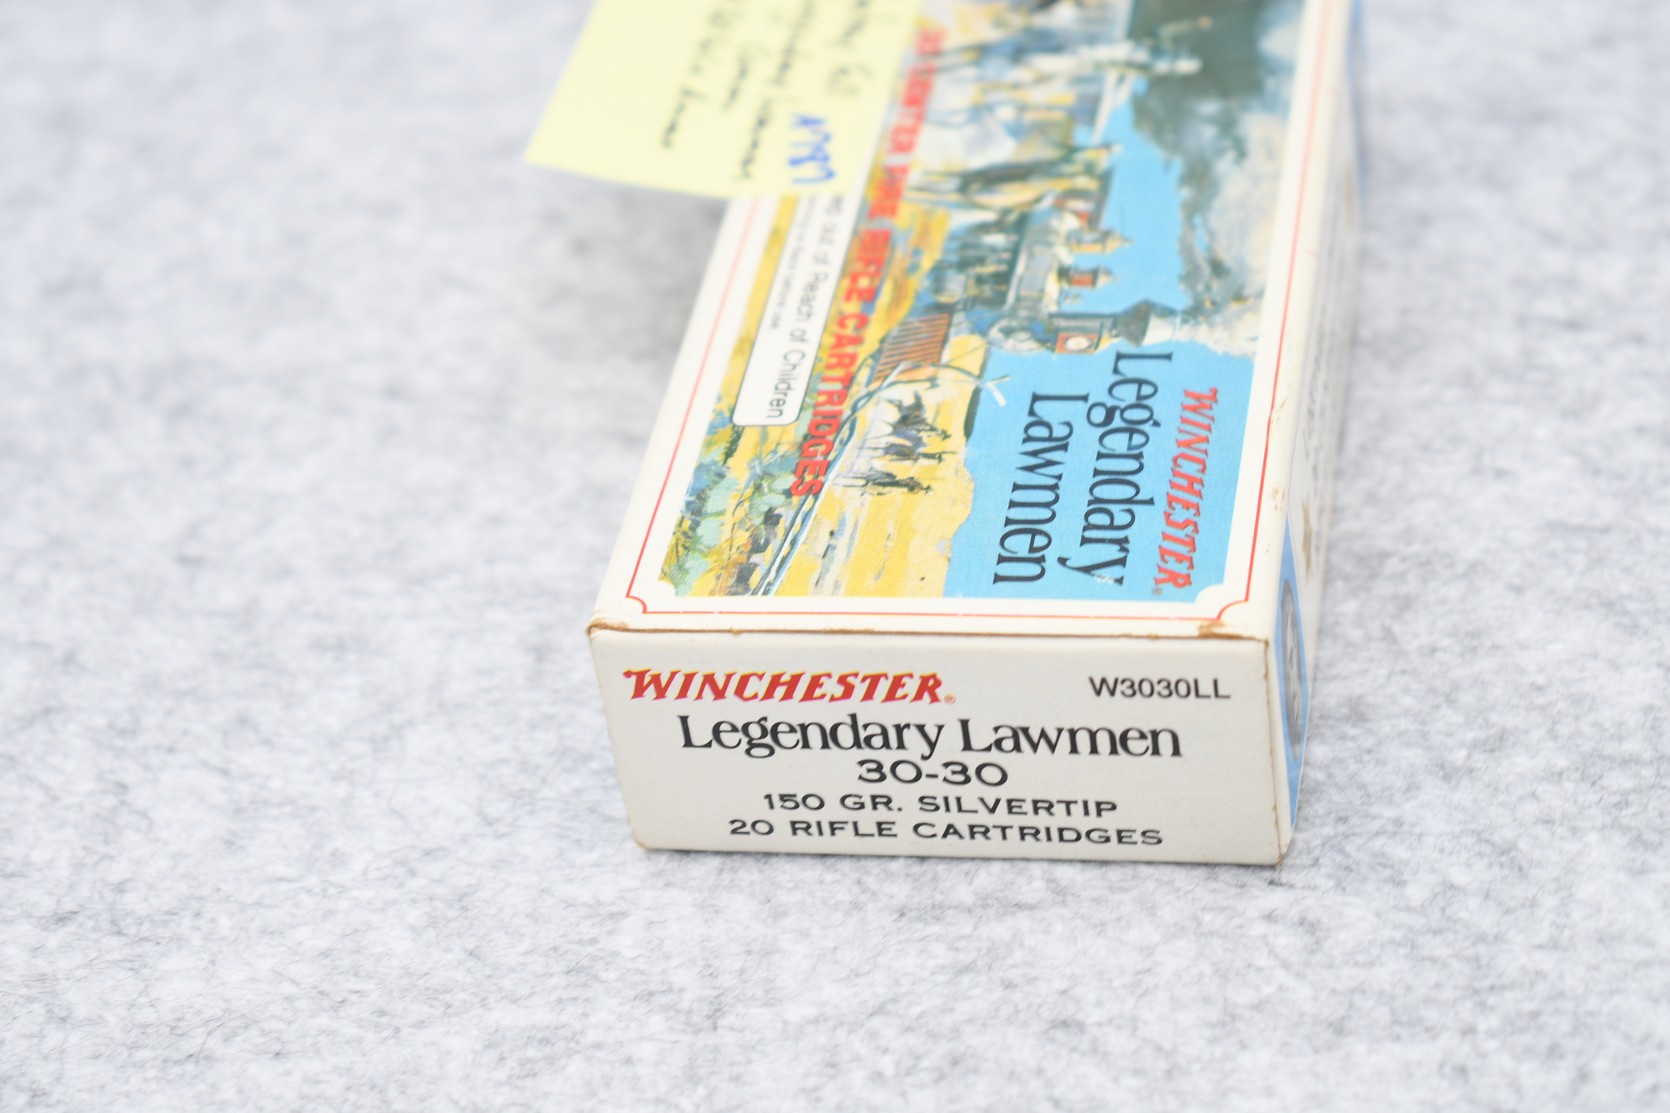 WINCHESTER®
Legendary
Lawmen
CENTER FIRE RIFLE CARTRIDGES
out of Reach of Children
WINCHESTER®
W3030LL
Legendary Lawmen
30-30
150 GR. SILVERTIP
20 RIFLE CARTRIDGES